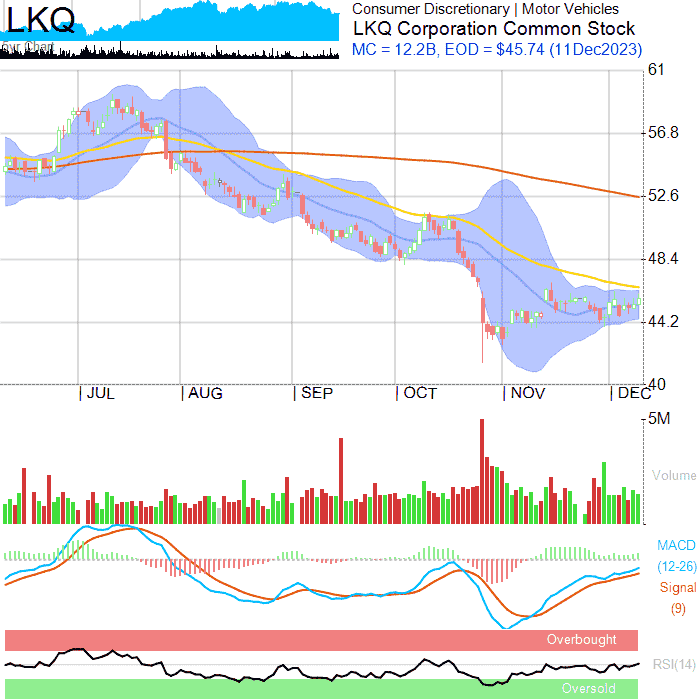 LKQ
Consumer Discretionary | Motor Vehicles
LKQ Corporation Common Stock
MC = 12.2B, EOD = $45.74 (11Dec2023)
5yr Chart
61
56.8
52.6
48.4
44.2
40
JUL
AUG
SEP
OCT
NOV
DEC
5M
Volume
MACD
(12-26)
Signal
(9)
Overbought
RSI(14)
Oversold